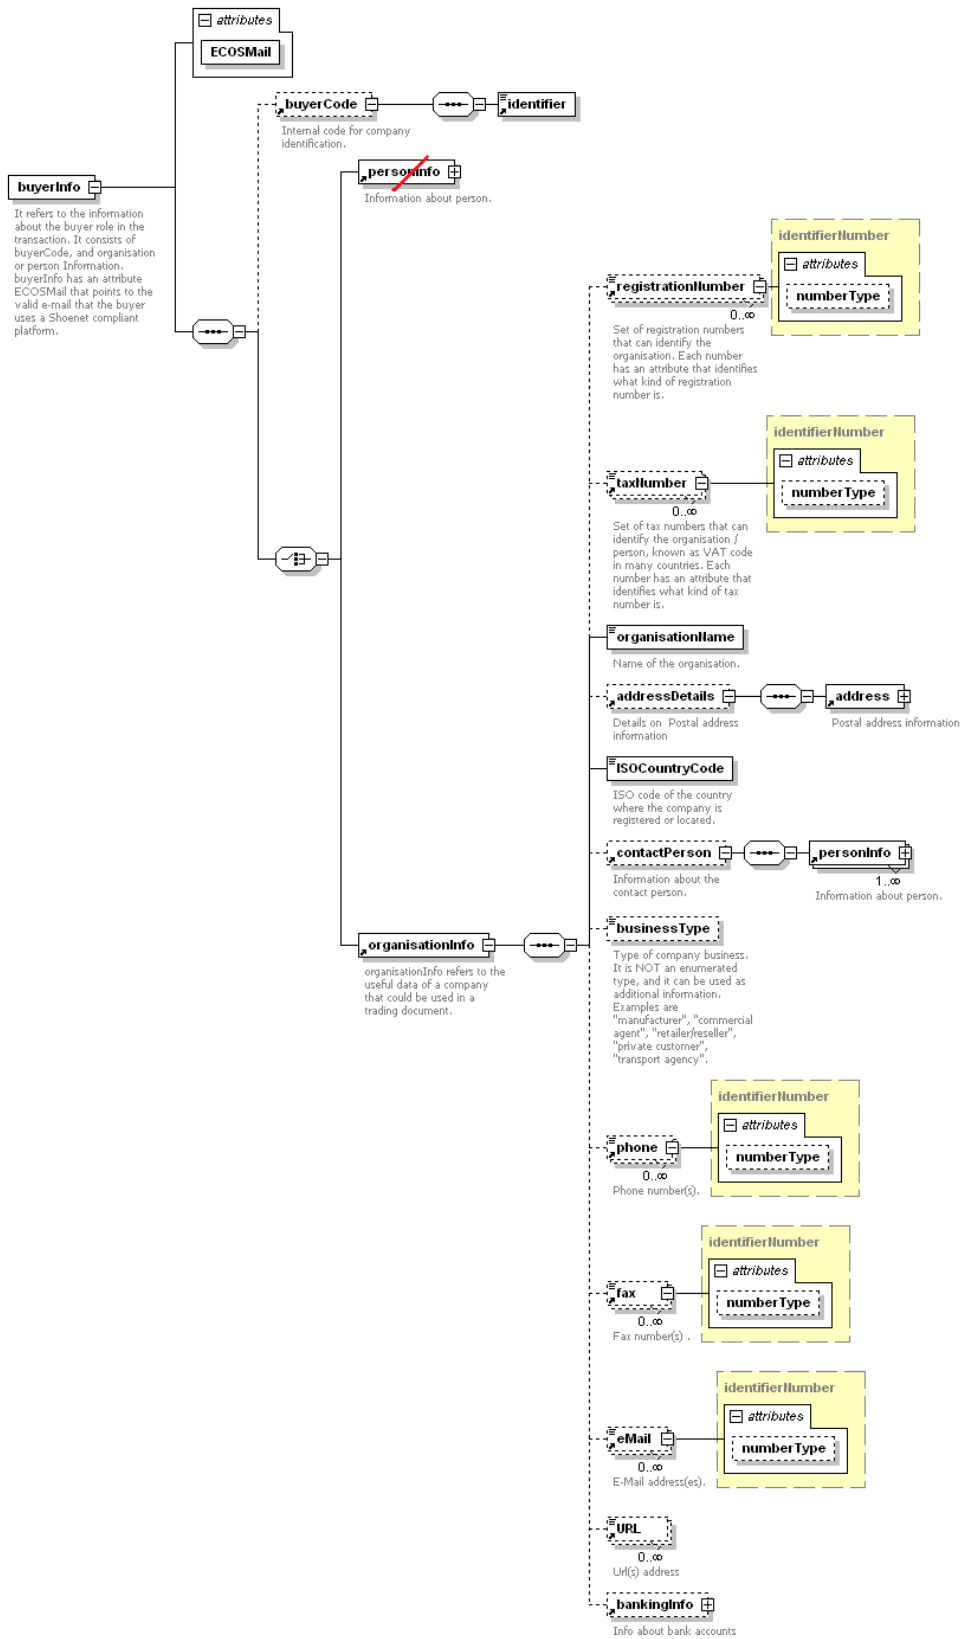 attributes
ECOSMail
buyerCode
identifier
Internal code for company
identification.
personInfo
Information about person.
buyerInfo
It refers to the information
about the buyer role in the
transaction. It consists of
buyerCode, and organisation
or person Information.
buyerInfo has an attribute
ECOSMail that points to the
valid e-mail that the buyer
uses a Shoenet compliant
platform.
identifierNumber
attributes
registrationNumber
numberType
0..∞
Set of registration numbers
that can identify the
organisation. Each number
has an attribute that identifies
what kind of registration
number is.
identifierNumber
attributes
taxNumber
numberType
0..∞
Set of tax numbers that can
identify the organisation /
person, known as VAT code
in many countries. Each
number has an attribute that
identifies what kind of tax
number is.
organisationName
Name of the organisation.
addressDetails
address
Details on Postal address
information
Postal address information
ISOCountryCode
ISO code of the country
where the company is
registered or located.
contactPerson
personInfo
1..∞
Information about the
contact person.
Information about person.
businessType
Type of company business.
It is NOT an enumerated
type, and it can be used as
additional information.
Examples are
"manufacturer", "commercial
agent", "retailer/reseller",
"private customer",
"transport agency".
organisationInfo
organisationInfo refers to the
useful data of a company
that could be used in a
trading document.
identifierNumber
attributes
phone
numberType
0..∞
Phone number(s).
identifierNumber
attributes
fax
numberType
0..∞
Fax number(s) .
identifierNumber
attributes
eMail
numberType
0..∞
E-Mail address(es).
URL
0..∞
Url(s) address
bankingInfo
Info about bank accounts